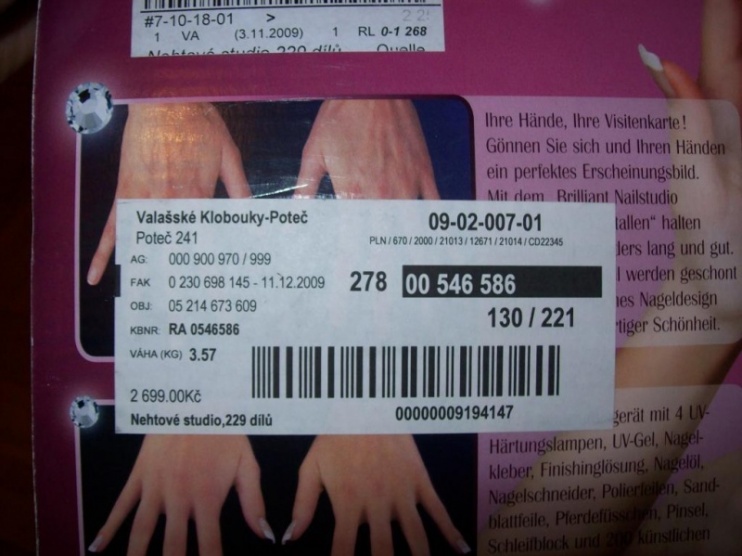 #7-10-18-01 >
1 VA (3.11.2009) 1 RL 0-1 268
Nehtové studio 229 dílů Quelle
Ihre Hände, Ihre Visitenkarte!
Gönnen Sie sich und Ihren Händen
ein perfektes Erscheinungsbild.
Mit dem Brilliant Nailstudio
tallen" halten
ders lang und gut.
l werden geschont
nes Nageldesign
tiger Schönheit.
Valašské Klobouky-Poteč
Poteč 241
AG: 000 900 970 / 999
FAK 0 230 698 145 - 11.12.2009
OBJ: 05 214 673 609
KBNR: RA 0546586
VÁHA (KG) 3.57
2 699.00Kč
Nehtové studio,229 dílů
09-02-007-01
PLN / 670 / 2000 / 21013 / 12671 / 21014 / CD22345
278 00 546 586
130 / 221
00000009194147
gerät mit 4 UV-
Härtungslampen, UV-Gel, Nagel-
kleber, Finishinglösung, Nagelöl,
Nagelschneider, Polierfeilen, Sand-
blattfeile, Pferdefüsschen, Pinsel,
Schleifblock und 200 künstlichen